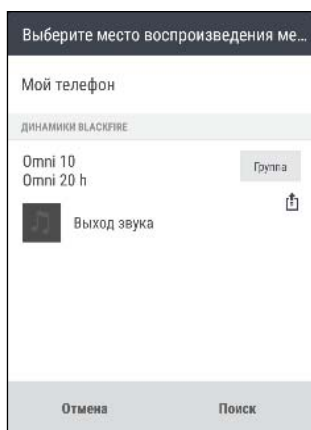 Выберите место воспроизведения ме...
Мой телефон
ДИНАМИКИ BLACKFIRE
Omni 10
Группа
Omni 20 h
Выход звука
Отмена Поиск